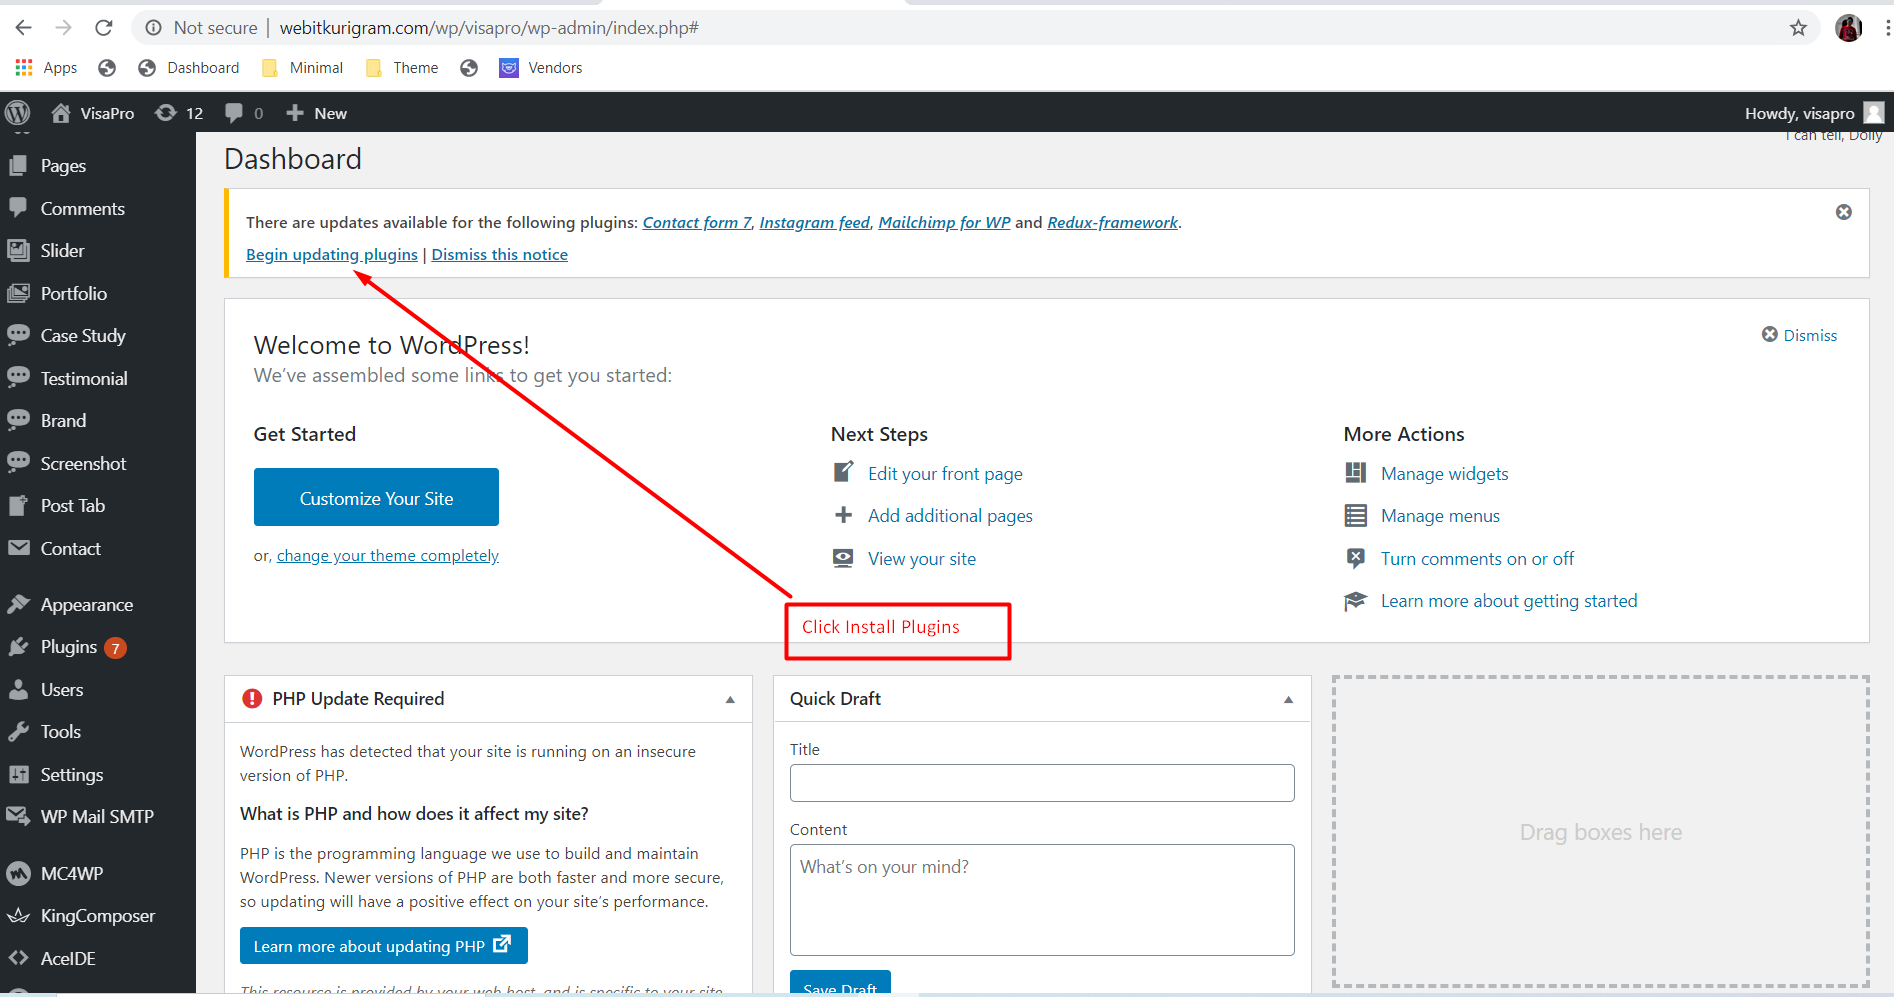 Not secure | webitkurigram.com/wp/visapro/wp-admin/index.php#
Apps Dashboard Minimal Theme Vendors
VisaPro 12 0 New Howdy, visapro
I can tell, Dolly
Pages
Comments
Slider
Portfolio
Case Study
Testimonial
Brand
Screenshot
Post Tab
Contact
Appearance
Plugins 7
Users
Tools
Settings
WP Mail SMTP
MC4WP
KingComposer
AceIDE
Dashboard
There are updates available for the following plugins: Contact form 7, Instagram feed, Mailchimp for WP and Redux-framework.
Begin updating plugins | Dismiss this notice
Welcome to WordPress!
We've assembled some links to get you started:
Dismiss
Get Started
Customize Your Site
or, change your theme completely
Next Steps
Edit your front page
Add additional pages
View your site
More Actions
Manage widgets
Manage menus
Turn comments on or off
Learn more about getting started
Click Install Plugins
PHP Update Required
WordPress has detected that your site is running on an insecure
version of PHP.
What is PHP and how does it affect my site?
PHP is the programming language we use to build and maintain
WordPress. Newer versions of PHP are both faster and more secure,
so updating will have a positive effect on your site's performance.
Learn more about updating PHP
This resource is provided by your web host, and is specific to your site.
Quick Draft
Title
Content
What's on your mind?
Save Draft
Drag boxes here